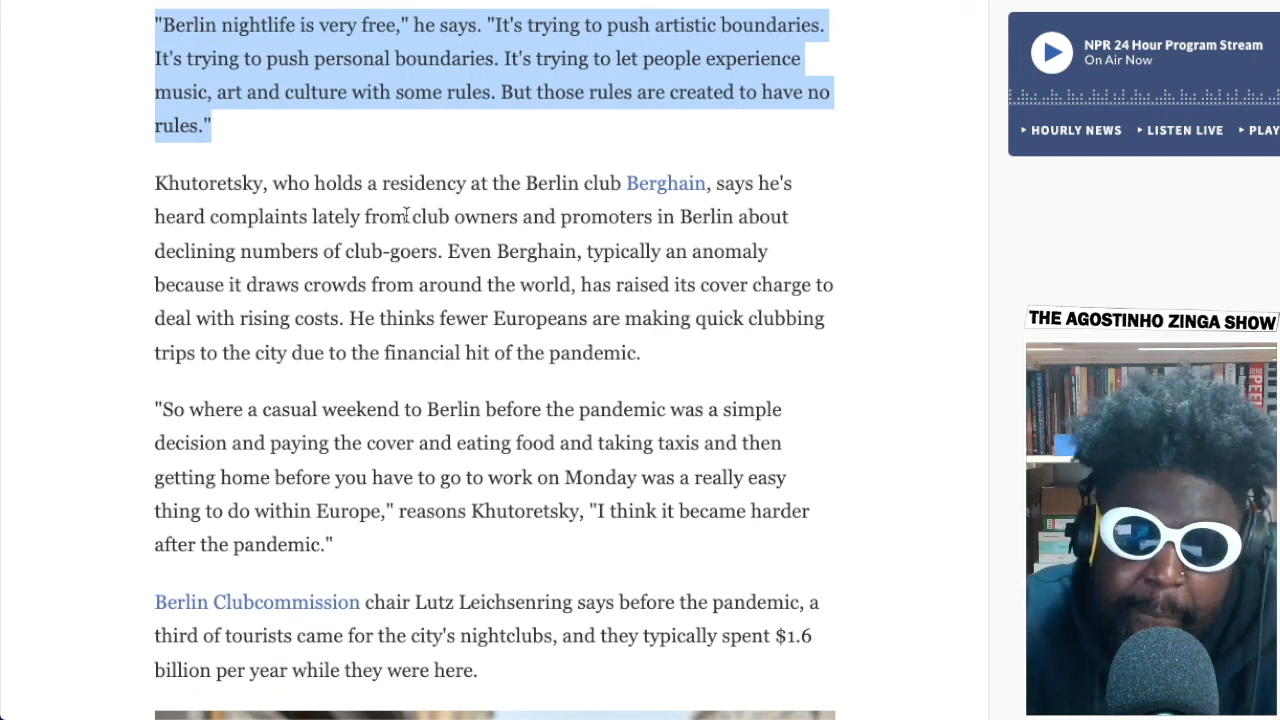 "Berlin nightlife is very free," he says. "It's trying to push artistic boundaries.
It's trying to push personal boundaries. It's trying to let people experience
music, art and culture with some rules. But those rules are created to have no
rules."
Khutoretsky, who holds a residency at the Berlin club Berghain, says he's
heard complaints lately from club owners and promoters in Berlin about
declining numbers of club-goers. Even Berghain, typically an anomaly
because it draws crowds from around the world, has raised its cover charge to
deal with rising costs. He thinks fewer Europeans are making quick clubbing
trips to the city due to the financial hit of the pandemic.
"So where a casual weekend to Berlin before the pandemic was a simple
decision and paying the cover and eating food and taking taxis and then
getting home before you have to go to work on Monday was a really easy
thing to do within Europe," reasons Khutoretsky, "I think it became harder
after the pandemic."
Berlin Clubcommission chair Lutz Leichsenring says before the pandemic, a
third of tourists came for the city's nightclubs, and they typically spent $1.6
billion per year while they were here.
NPR 24 Hour Program Stream
On Air Now
HOURLY NEWS LISTEN LIVE PLAY
THE AGOSTINHO ZINGA SHOW